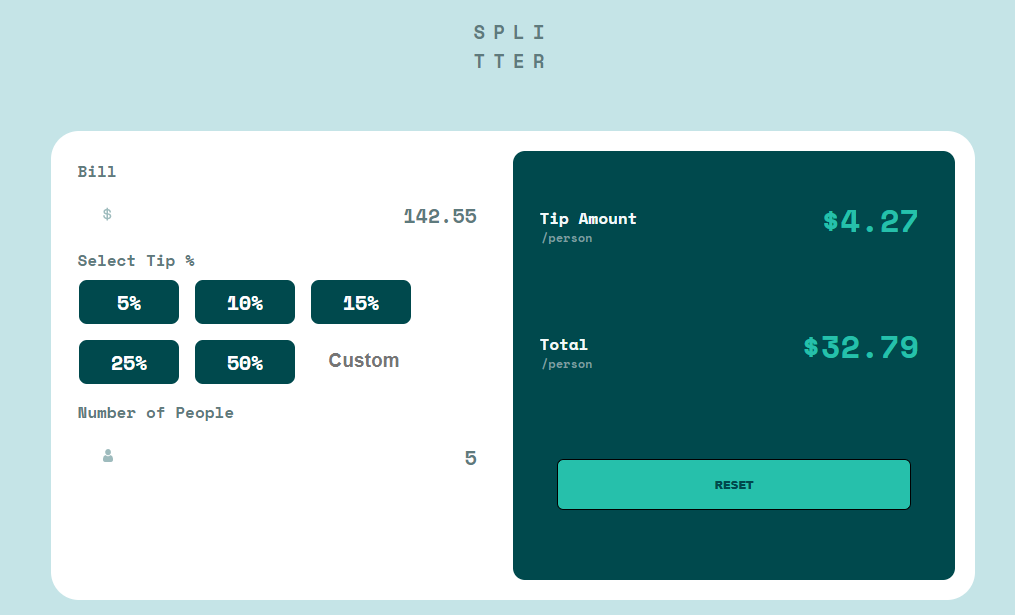 SPLI
TTER
Bill
$ 142.55
Select Tip %
5% 10% 15%
25% 50% Custom
Number of People
5
Tip Amount $4.27
/person
Total $32.79
/person
RESET